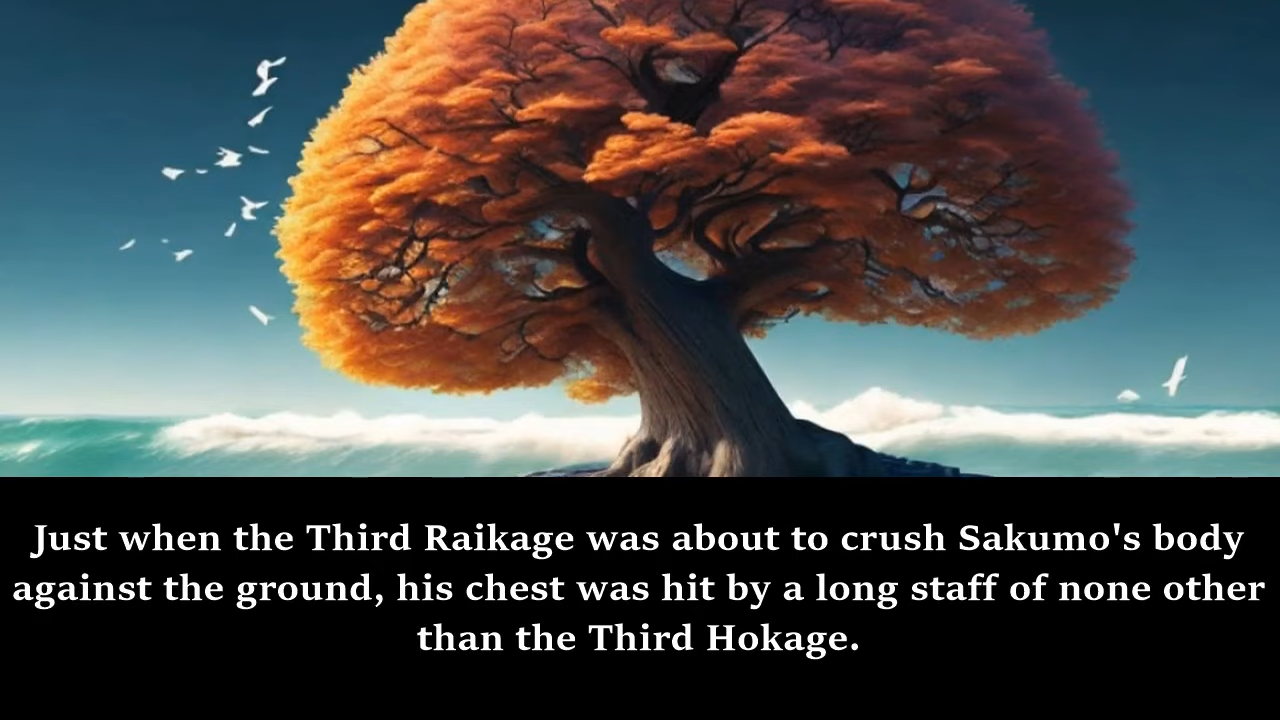 Just when the Third Raikage was about to crush Sakumo's body
against the ground, his chest was hit by a long staff of none other
than the Third Hokage.